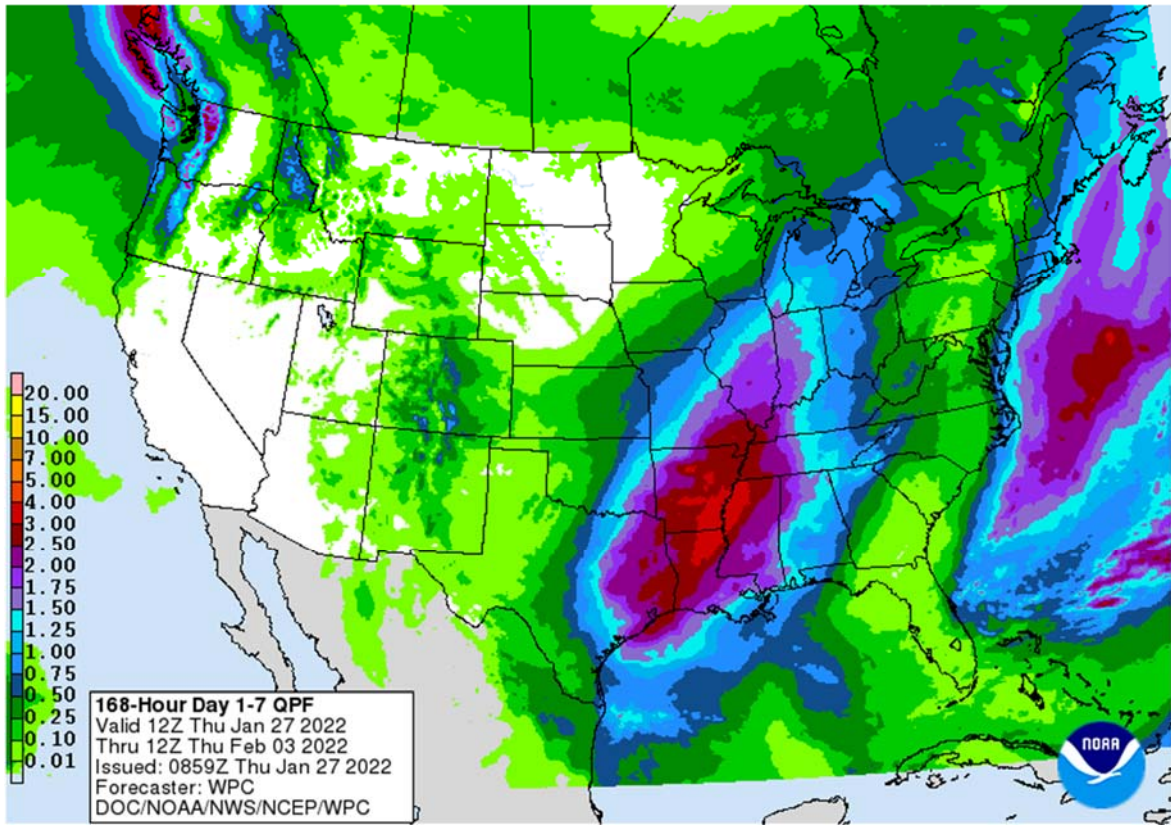 20.00
15.00
10.00
7.00
5.00
4.00
3.00
2.50
2.00
1.75
1.50
1.25
1.00
0.75
0.50
0.25
0.10
0.01
168-Hour Day 1-7 QPF
Valid 12Z Thu Jan 27 2022
Thru 12Z Thu Feb 03 2022
Issued: 0859Z Thu Jan 27 2022
Forecaster: WPC
DOC/NOAA/NWS/NCEP/WPC
NOAA